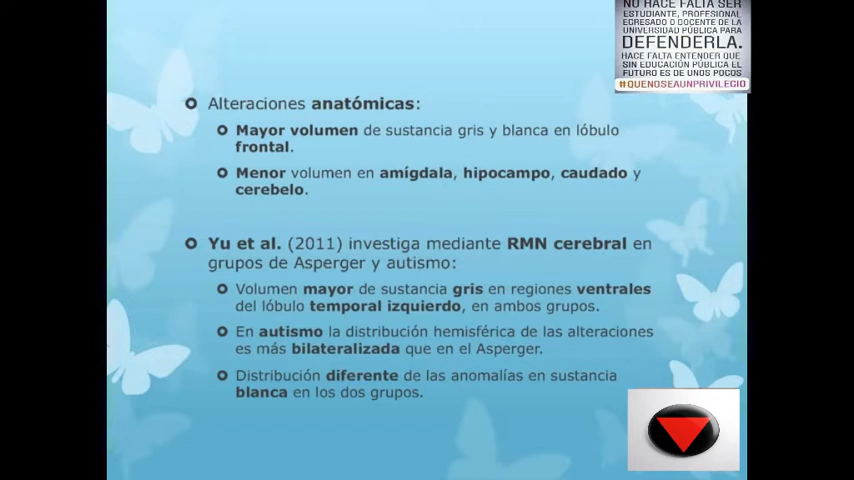 NO HACE FALTA SER
ESTUDIANTE, PROFESIONAL
EGRESADO O DOCENTE DE LA
UNIVERSIDAD PÚBLICA PARA
DEFENDERLA.
HACE FALTA ENTENDER QUE
SIN EDUCACIÓN PÚBLICA EL
FUTURO ES DE UNOS POCOS
#QUENOSEAUNPRIVILEGIO
Alteraciones anatómicas:
Mayor volumen de sustancia gris y blanca en lóbulo
frontal.
Menor volumen en amígdala, hipocampo, caudado y
cerebelo.
Yu et al. (2011) investiga mediante RMN cerebral en
grupos de Asperger y autismo:
Volumen mayor de sustancia gris en regiones ventrales
del lóbulo temporal izquierdo, en ambos grupos.
En autismo la distribución hemisférica de las alteraciones
es más bilateralizada que en el Asperger.
Distribución diferente de las anomalías en sustancia
blanca en los dos grupos.